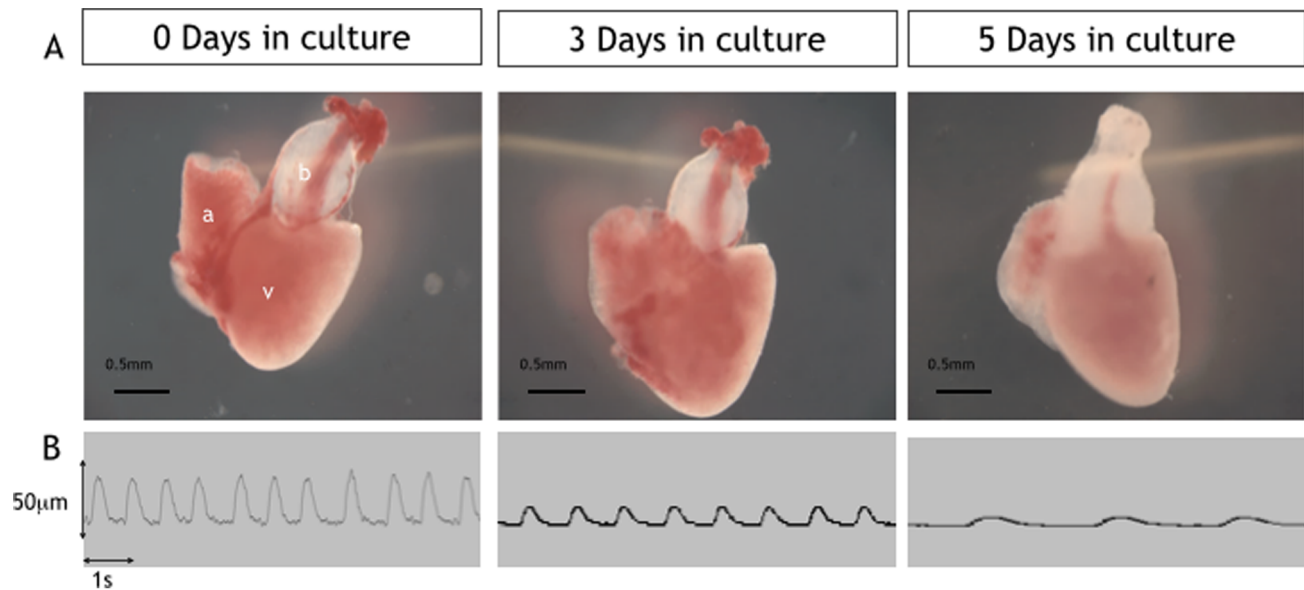 A
0 Days in culture
3 Days in culture
5 Days in culture
a
b
v
0.5mm
0.5mm
0.5mm
B
50µm
1s